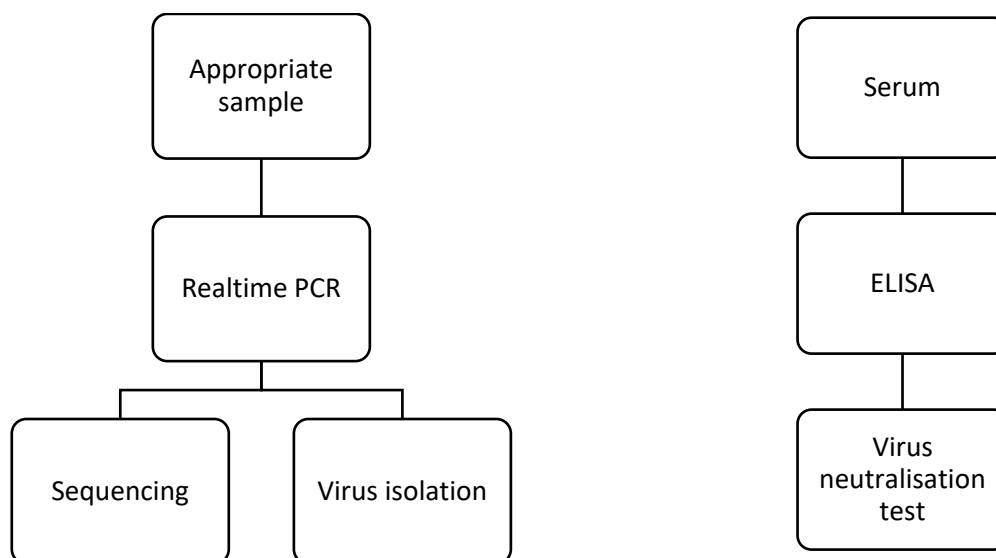 Appropriate
sample
Realtime PCR
Sequencing
Virus isolation
Serum
ELISA
Virus
neutralisation
test